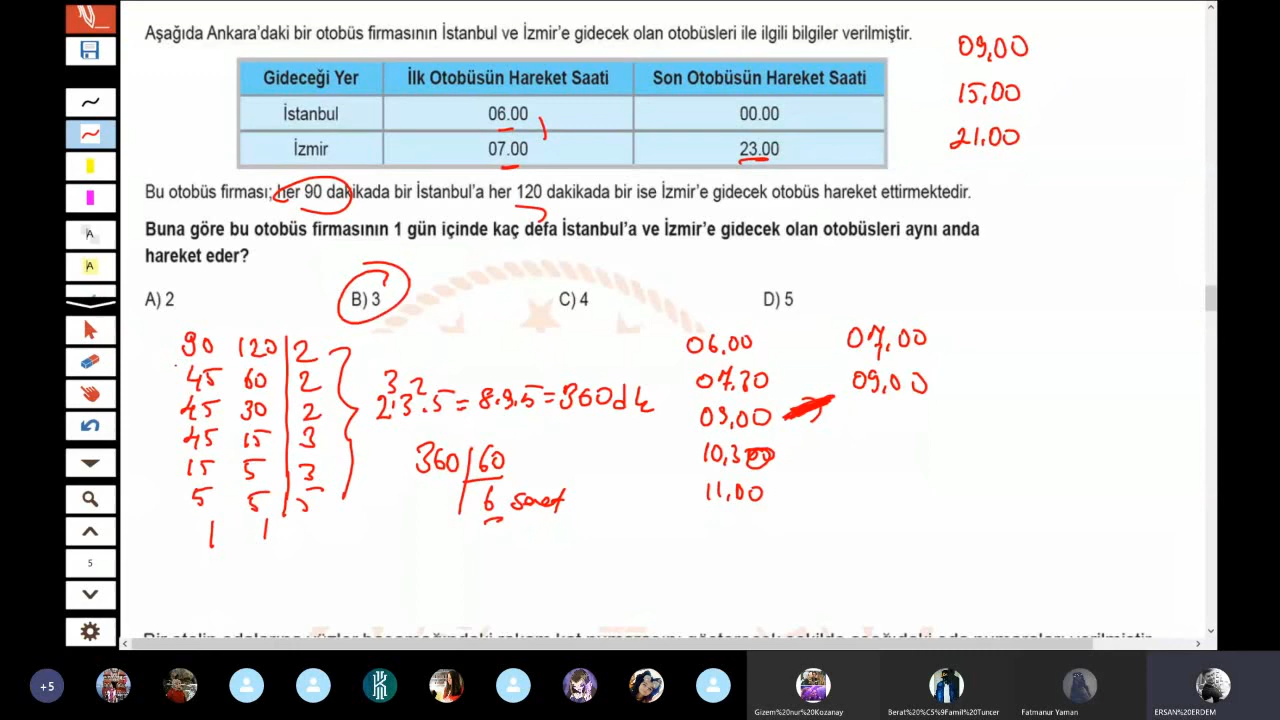 Aşağıda Ankara'daki bir otobüs firmasının İstanbul ve İzmir'e gidecek olan otobüsleri ile ilgili bilgiler verilmiştir.
09,00
15,00
21.00
Gideceği Yer İlk Otobüsün Hareket Saati Son Otobüsün Hareket Saati
İstanbul 06.00 00.00
İzmir 07.00 23.00
Bu otobüs firması; her 90 dakikada bir İstanbul'a her 120 dakikada bir ise İzmir'e gidecek otobüs hareket ettirmektedir.
Buna göre bu otobüs firmasının 1 gün içinde kaç defa İstanbul'a ve İzmir'e gidecek olan otobüsleri aynı anda
hareket eder?
A) 2 B) 3 C) 4 D) 5
90 120 2
45 60 2
45 30 2
45 15 3
15 5 3
5 5 5
1 1
2³.3².5 = 8.9.5 = 360 dk
360 60
6 saat
06.00 07,00
07.30 09,00
09,00
10,30
11,00
5
A
A
+5
Gizem%20nur%20Kozanay
Berat%20%C5%9Famil%20Tuncer
Fatmanur Yaman
ERSAN%20ERDEM